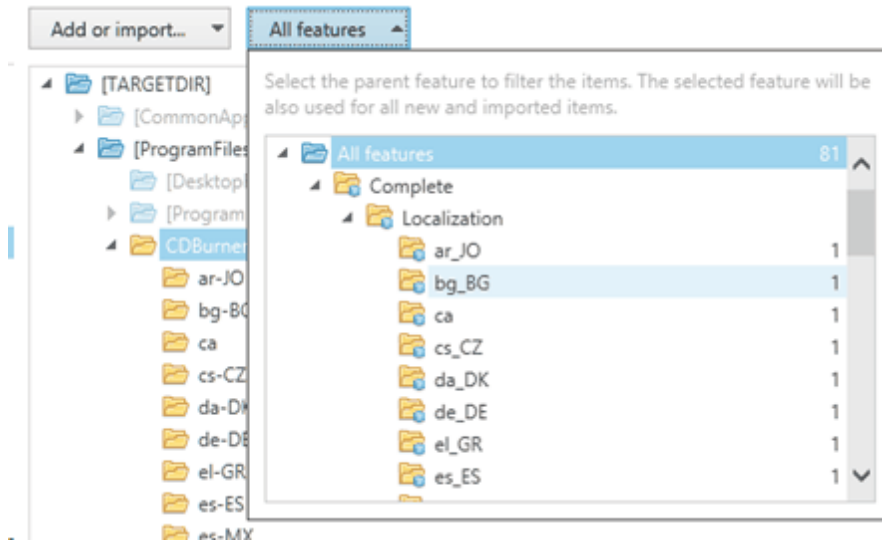 Add or import...
All features
Select the parent feature to filter the items. The selected feature will be
also used for all new and imported items.
All features 81
Complete
Localization
ar_JO 1
bg_BG 1
ca 1
cs_CZ 1
da_DK 1
de_DE 1
el_GR 1
es_ES 1
[TARGETDIR]
[CommonAp
[ProgramFiles
[Desktop
[Program
CDBurner
ar-JO
bg-BG
ca
cs-CZ
da-DK
de-DE
el-GR
es-ES
es-MX